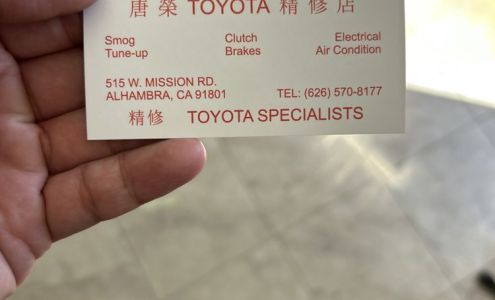 唐榮 TOYOTA 精修店
Smog Clutch Electrical
Tune-up Brakes Air Condition
515 W. MISSION RD.
ALHAMBRA, CA 91801 TEL: (626) 570-8177
精修 TOYOTA SPECIALISTS